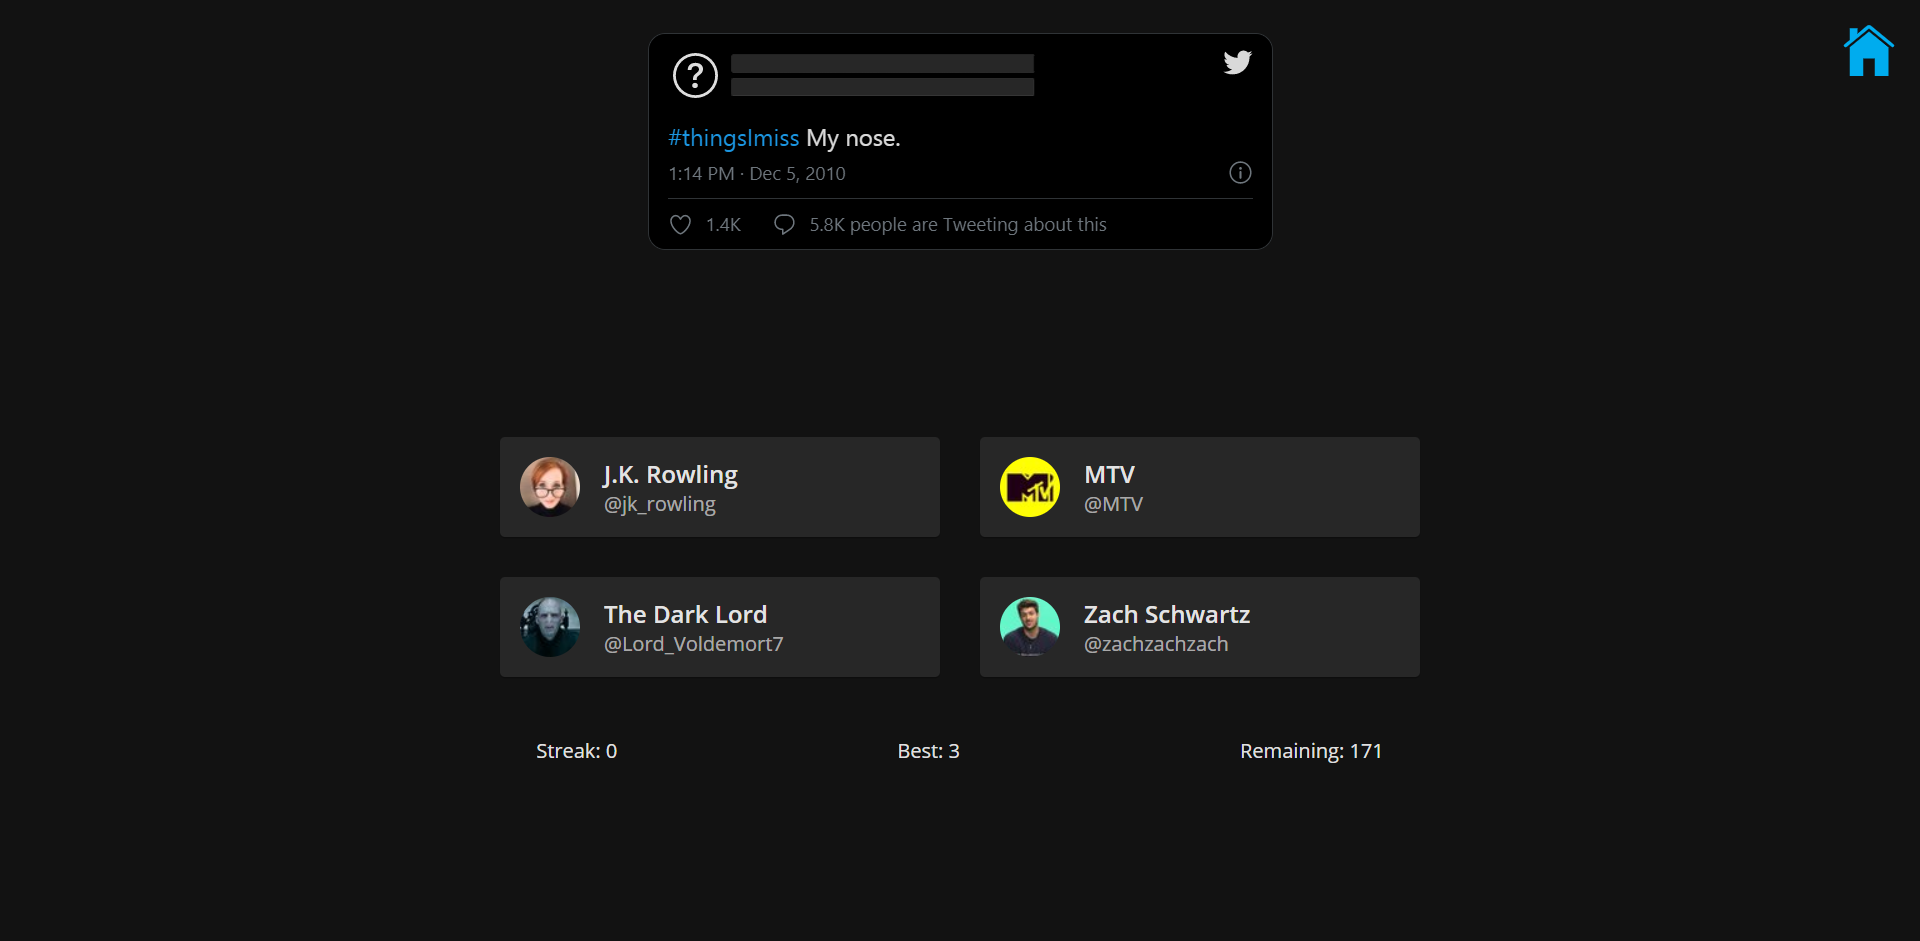 ?
#thingsImiss My nose.
1:14 PM · Dec 5, 2010
1.4K 5.8K people are Tweeting about this
J.K. Rowling
@jk_rowling
MTV
MTV
@MTV
The Dark Lord
@Lord_Voldemort7
Zach Schwartz
@zachzachzach
Streak: 0 Best: 3 Remaining: 171